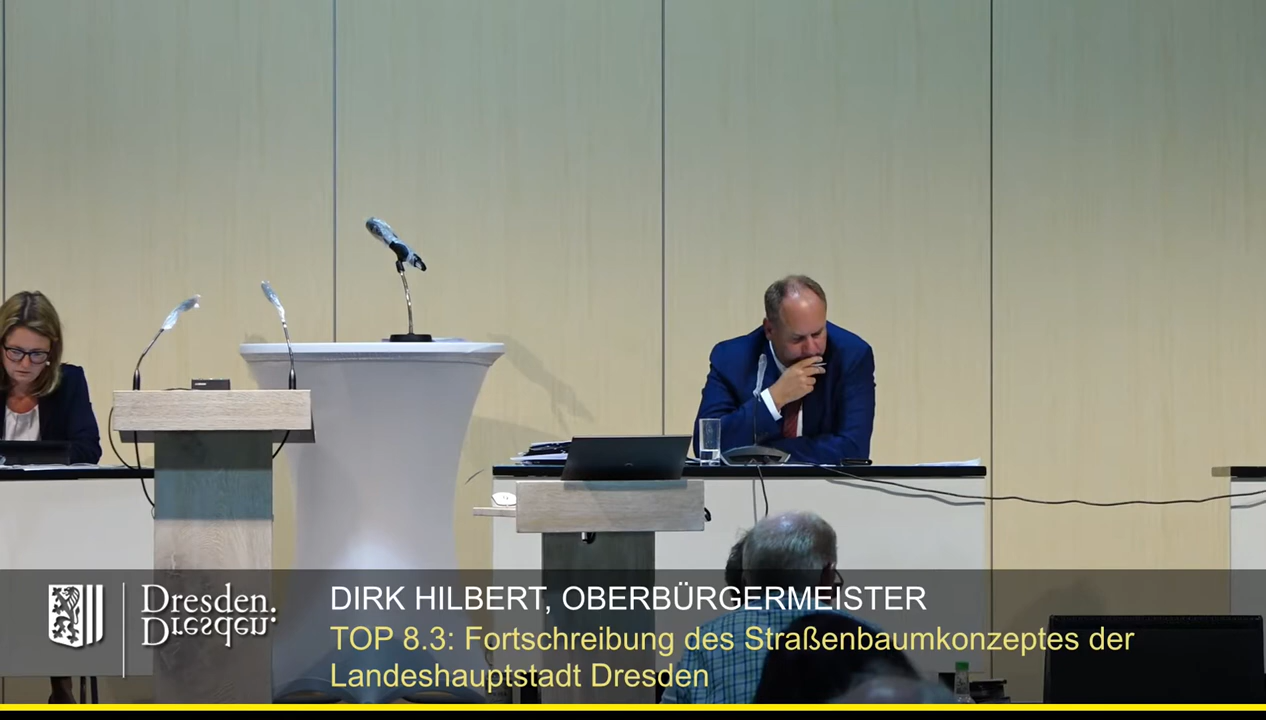 Dresden.
Dresden.
DIRK HILBERT, OBERBÜRGERMEISTER
TOP 8.3: Fortschreibung des Straßenbaumkonzeptes der
Landeshauptstadt Dresden